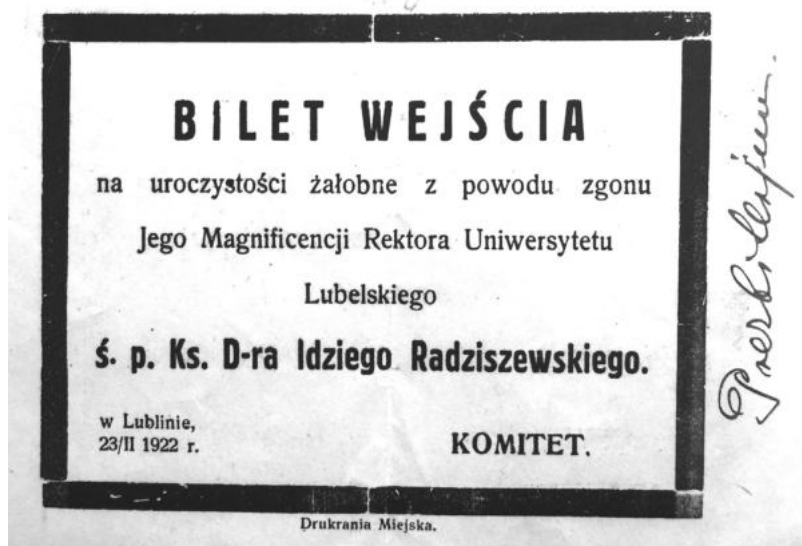 BILET WEJŚCIA
na uroczystości żałobne z powodu zgonu
Jego Magnificencji Rektora Uniwersytetu
Lubelskiego
ś. p. Ks. D-ra Idziego Radziszewskiego.
w Lublinie,
23/II 1922 r.
KOMITET.
Drukrania Miejska.